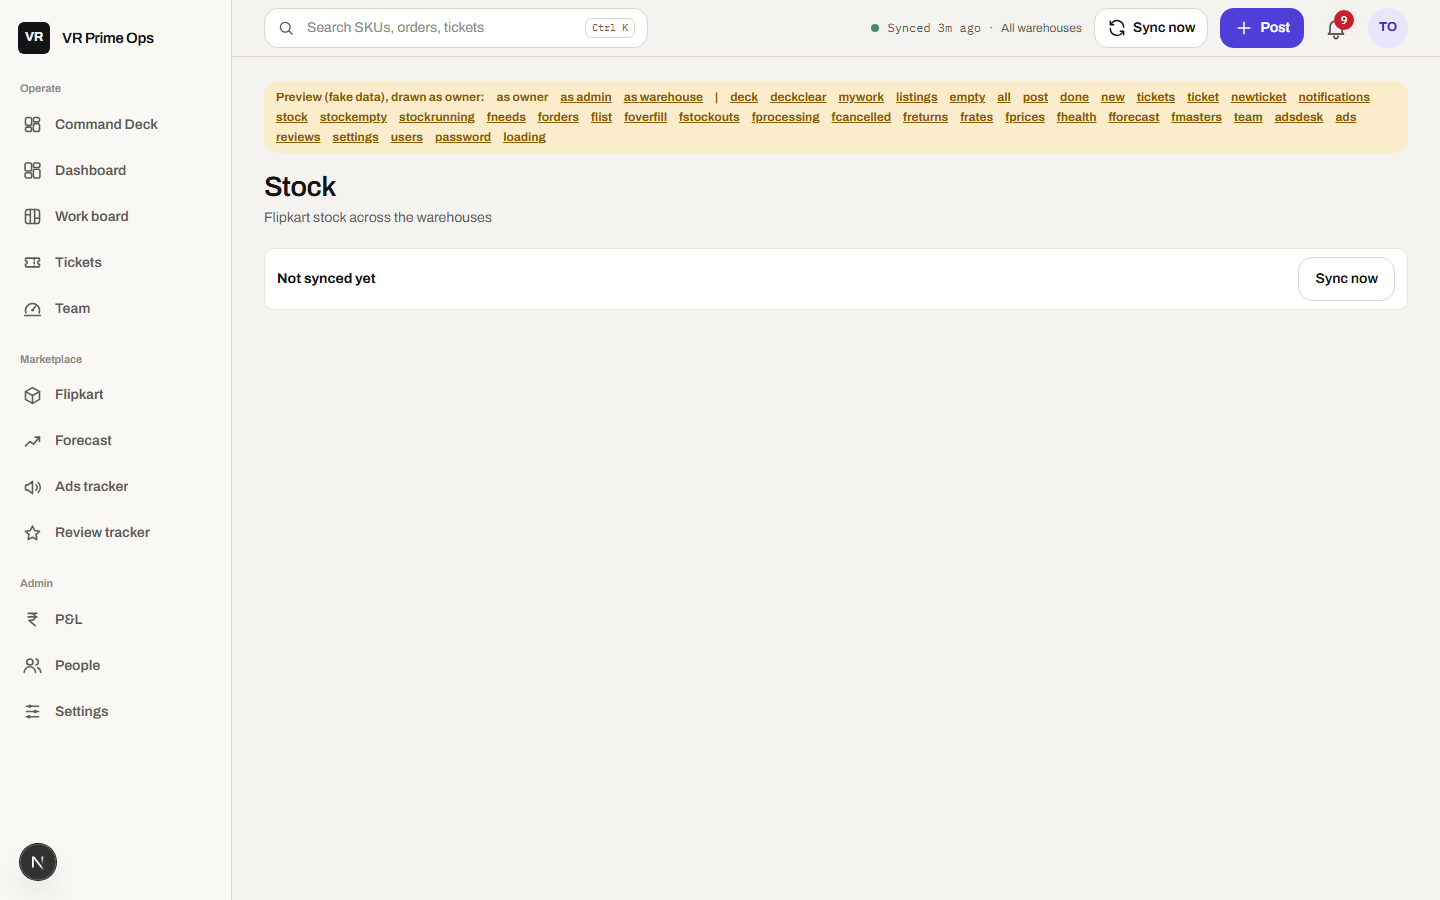 VR
VR Prime Ops
Search SKUs, orders, tickets
Ctrl K
Synced 3m ago · All warehouses
Sync now
Post
9
TO
Operate
Command Deck
Dashboard
Work board
Tickets
Team
Marketplace
Flipkart
Forecast
Ads tracker
Review tracker
Admin
P&L
People
Settings
N
Preview (fake data), drawn as owner: as owner as admin as warehouse | deck deckclear mywork listings empty all post done new tickets ticket newticket notifications
stock stockempty stockrunning fneeds forders flist foverfill fstockouts fprocessing fcancelled freturns frates fprices fhealth fforecast fmasters team adsdesk ads
reviews settings users password loading
Stock
Flipkart stock across the warehouses
Not synced yet
Sync now